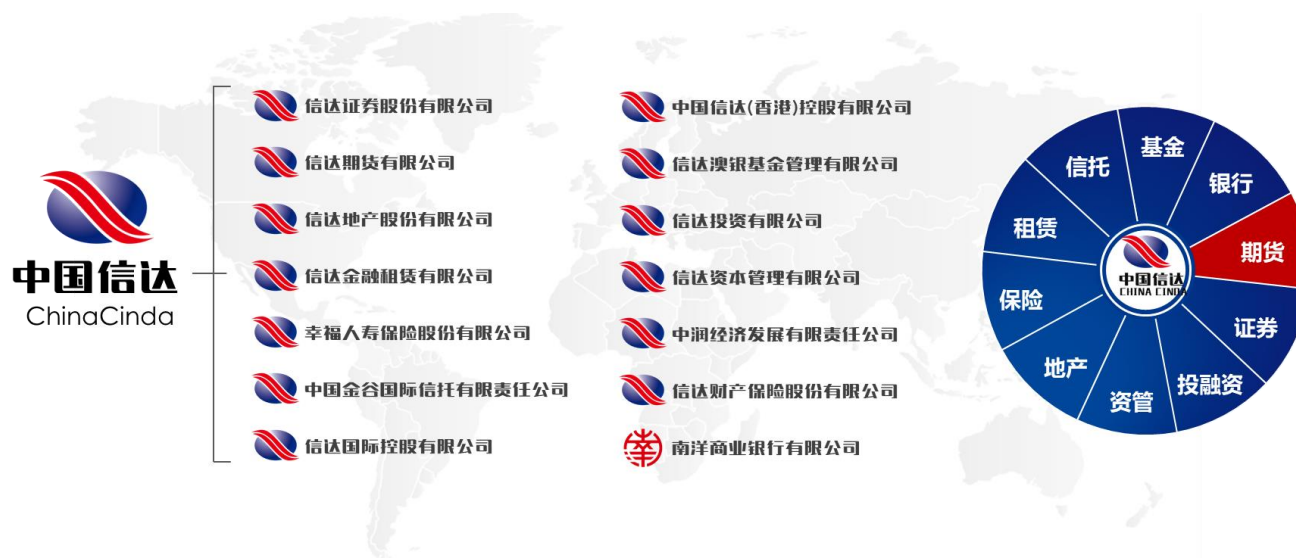 中国信达
ChinaCinda
信达证券股份有限公司
信达期货有限公司
信达地产股份有限公司
信达金融租赁有限公司
幸福人寿保险股份有限公司
中国金谷国际信托有限责任公司
信达国际控股有限公司
中国信达(香港)控股有限公司
信达澳银基金管理有限公司
信达投资有限公司
信达资本管理有限公司
中润经济发展有限责任公司
信达财产保险股份有限公司
南洋商业银行有限公司
基金
银行
期货
证券
投融资
资管
地产
保险
租赁
信托
中国信达
CHINA CINDA